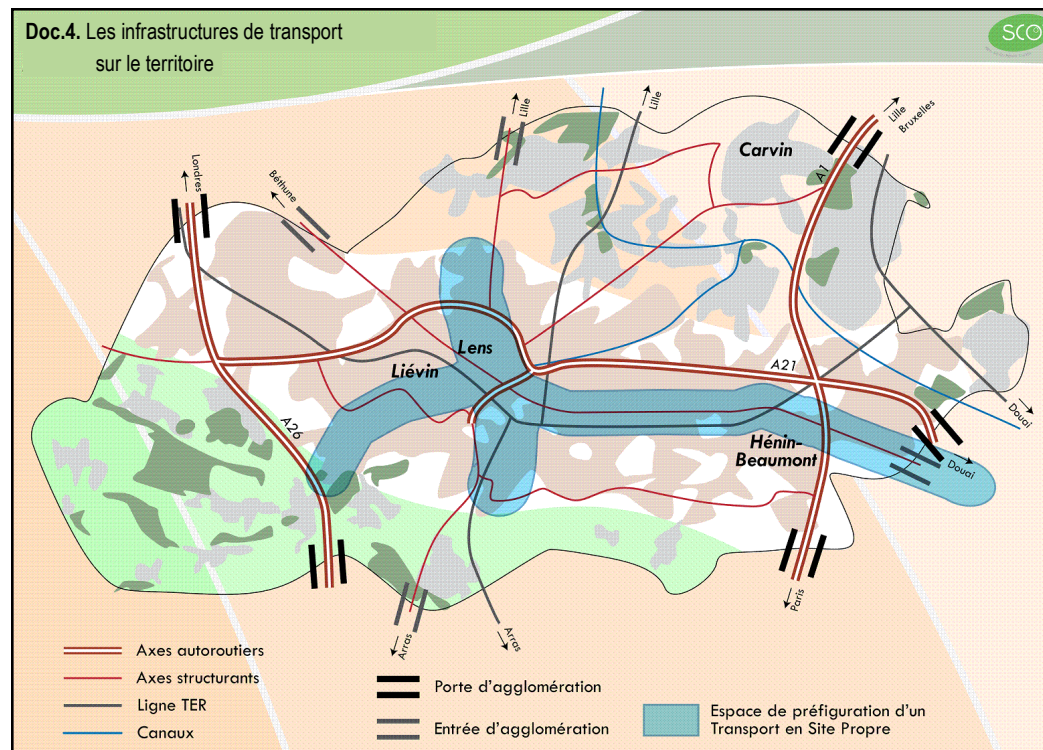 Doc.4. Les infrastructures de transport
sur le territoire
SCO
Lille
Lille
Lille
Bruxelles
Londres
Béthune
Carvin
A1
Lens
Liévin
A21
A26
Hénin-
Beaumont
Douai
Douai
Paris
Arras
Arras
Axes autoroutiers
Axes structurants
Ligne TER
Canaux
Porte d'agglomération
Entrée d'agglomération
Espace de préfiguration d'un
Transport en Site Propre